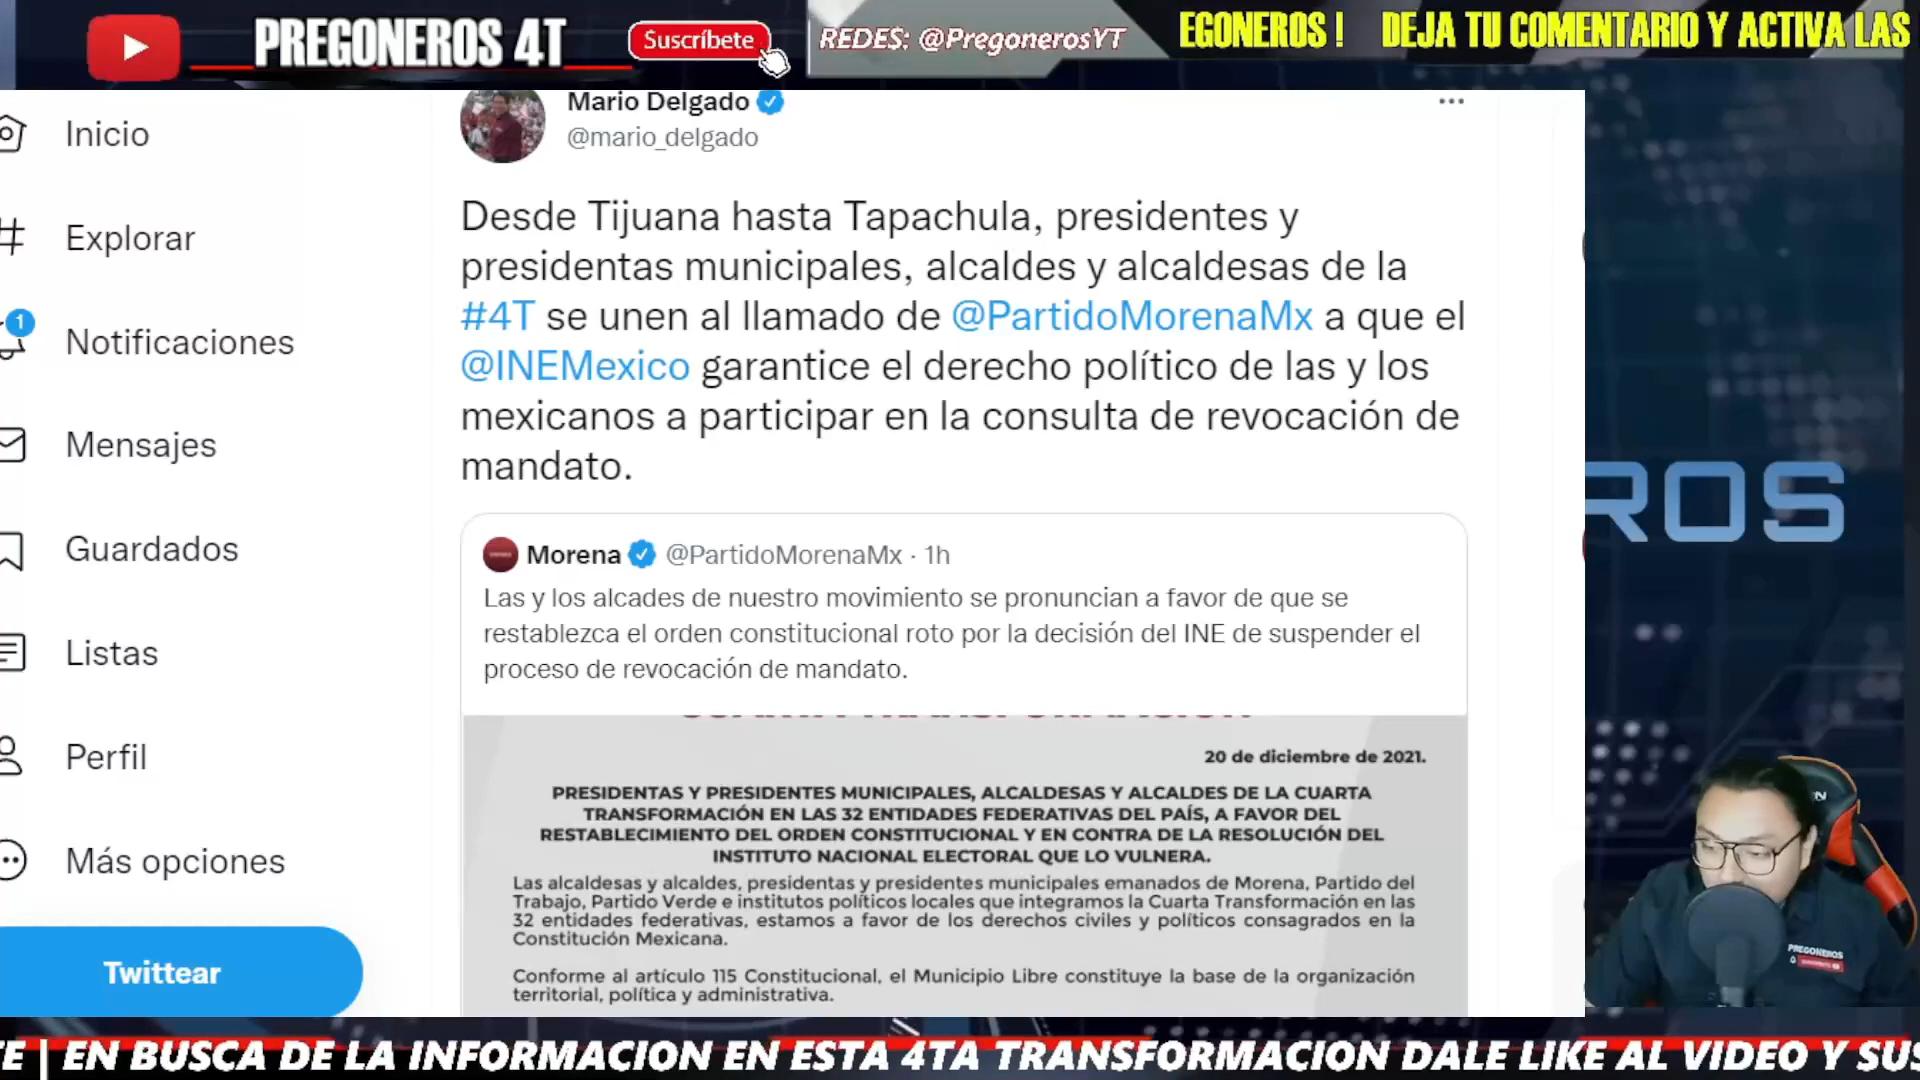 PREGONEROS 4T
Suscríbete
REDES: @PregonerosYT
EGONEROS ! DEJA TU COMENTARIO Y ACTIVA LAS
Inicio
Explorar
1
Notificaciones
Mensajes
Guardados
Listas
Perfil
Más opciones
Twittear
Mario Delgado
@mario_delgado
Desde Tijuana hasta Tapachula, presidentes y
presidentas municipales, alcaldes y alcaldesas de la
#4T se unen al llamado de @PartidoMorenaMx a que el
@INEMexico garantice el derecho político de las y los
mexicanos a participar en la consulta de revocación de
mandato.
Morena @PartidoMorenaMx · 1h
Las y los alcades de nuestro movimiento se pronuncian a favor de que se
restablezca el orden constitucional roto por la decisión del INE de suspender el
proceso de revocación de mandato.
20 de diciembre de 2021.
PRESIDENTAS Y PRESIDENTES MUNICIPALES, ALCALDESAS Y ALCALDES DE LA CUARTA
TRANSFORMACIÓN EN LAS 32 ENTIDADES FEDERATIVAS DEL PAÍS, A FAVOR DEL
RESTABLECIMIENTO DEL ORDEN CONSTITUCIONAL Y EN CONTRA DE LA RESOLUCIÓN DEL
INSTITUTO NACIONAL ELECTORAL QUE LO VULNERA.
Las alcaldesas y alcaldes, presidentas y presidentes municipales emanados de Morena, Partido del
Trabajo, Partido Verde e institutos políticos locales que integramos la Cuarta Transformación en las
32 entidades federativas, estamos a favor de los derechos civiles y políticos consagrados en la
Constitución Mexicana.
Conforme al artículo 115 Constitucional, el Municipio Libre constituye la base de la organización
territorial, política y administrativa.
ROS
PREGONEROS
TE | EN BUSCA DE LA INFORMACION EN ESTA 4TA TRANSFORMACION DALE LIKE AL VIDEO Y SUS